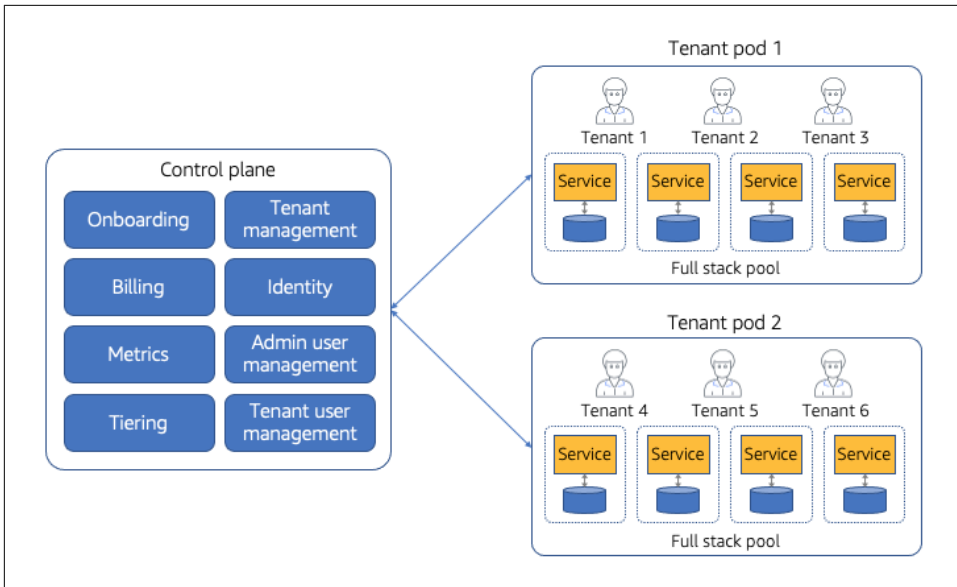 Control plane
Onboarding
Tenant
management
Billing
Identity
Metrics
Admin user
management
Tiering
Tenant user
management
Tenant pod 1
Tenant 1
Tenant 2
Tenant 3
Service
Service
Service
Service
Full stack pool
Tenant pod 2
Tenant 4
Tenant 5
Tenant 6
Service
Service
Service
Service
Full stack pool